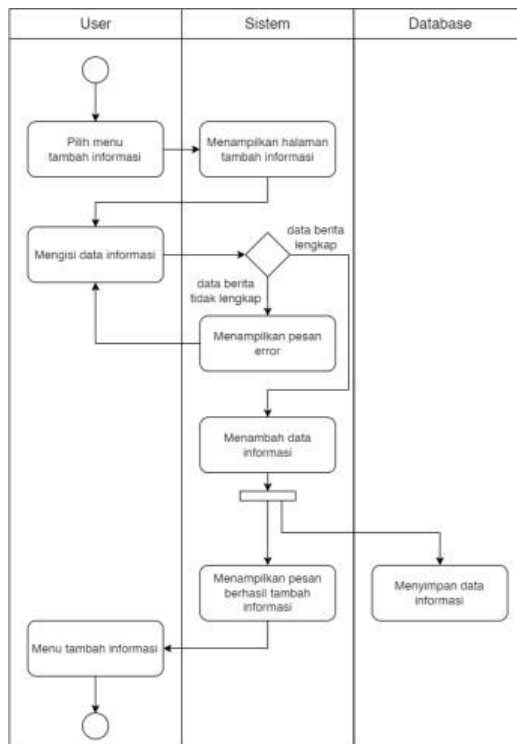 User
Sistem
Database
Pilih menu
tambah informasi
Menampilkan halaman
tambah informasi
Mengisi data informasi
data berita
lengkap
data berita
tidak lengkap
Menampilkan pesan
error
Menambah data
informasi
Menampilkan pesan
berhasil tambah
informasi
Menyimpan data
informasi
Menu tambah informasi